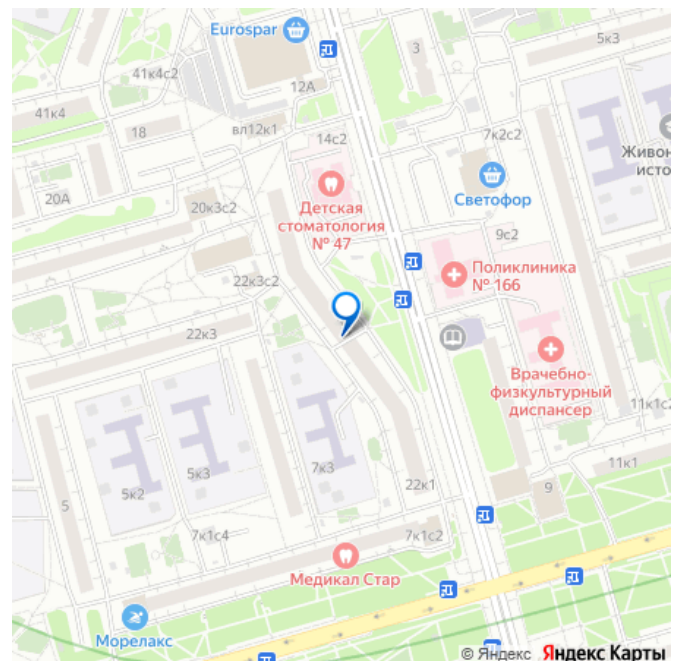 Eurospar
5к3
3
41к4с2
12А
41к4
18
вл12к1
14с2
7к2с2
Живон
исто
Светофор
20А
20к3с2
Детская
стоматология
№ 47
9с2
Поликлиника
№ 166
22к3с2
22к3
Врачебно-
физкультурный
диспансер
11к1с2
5
5к2
5к3
7к3
22к1
11к1
9
7к1с4
7к1с2
Медикал Стар
Морелакс
© Яндекс Яндекс Карты